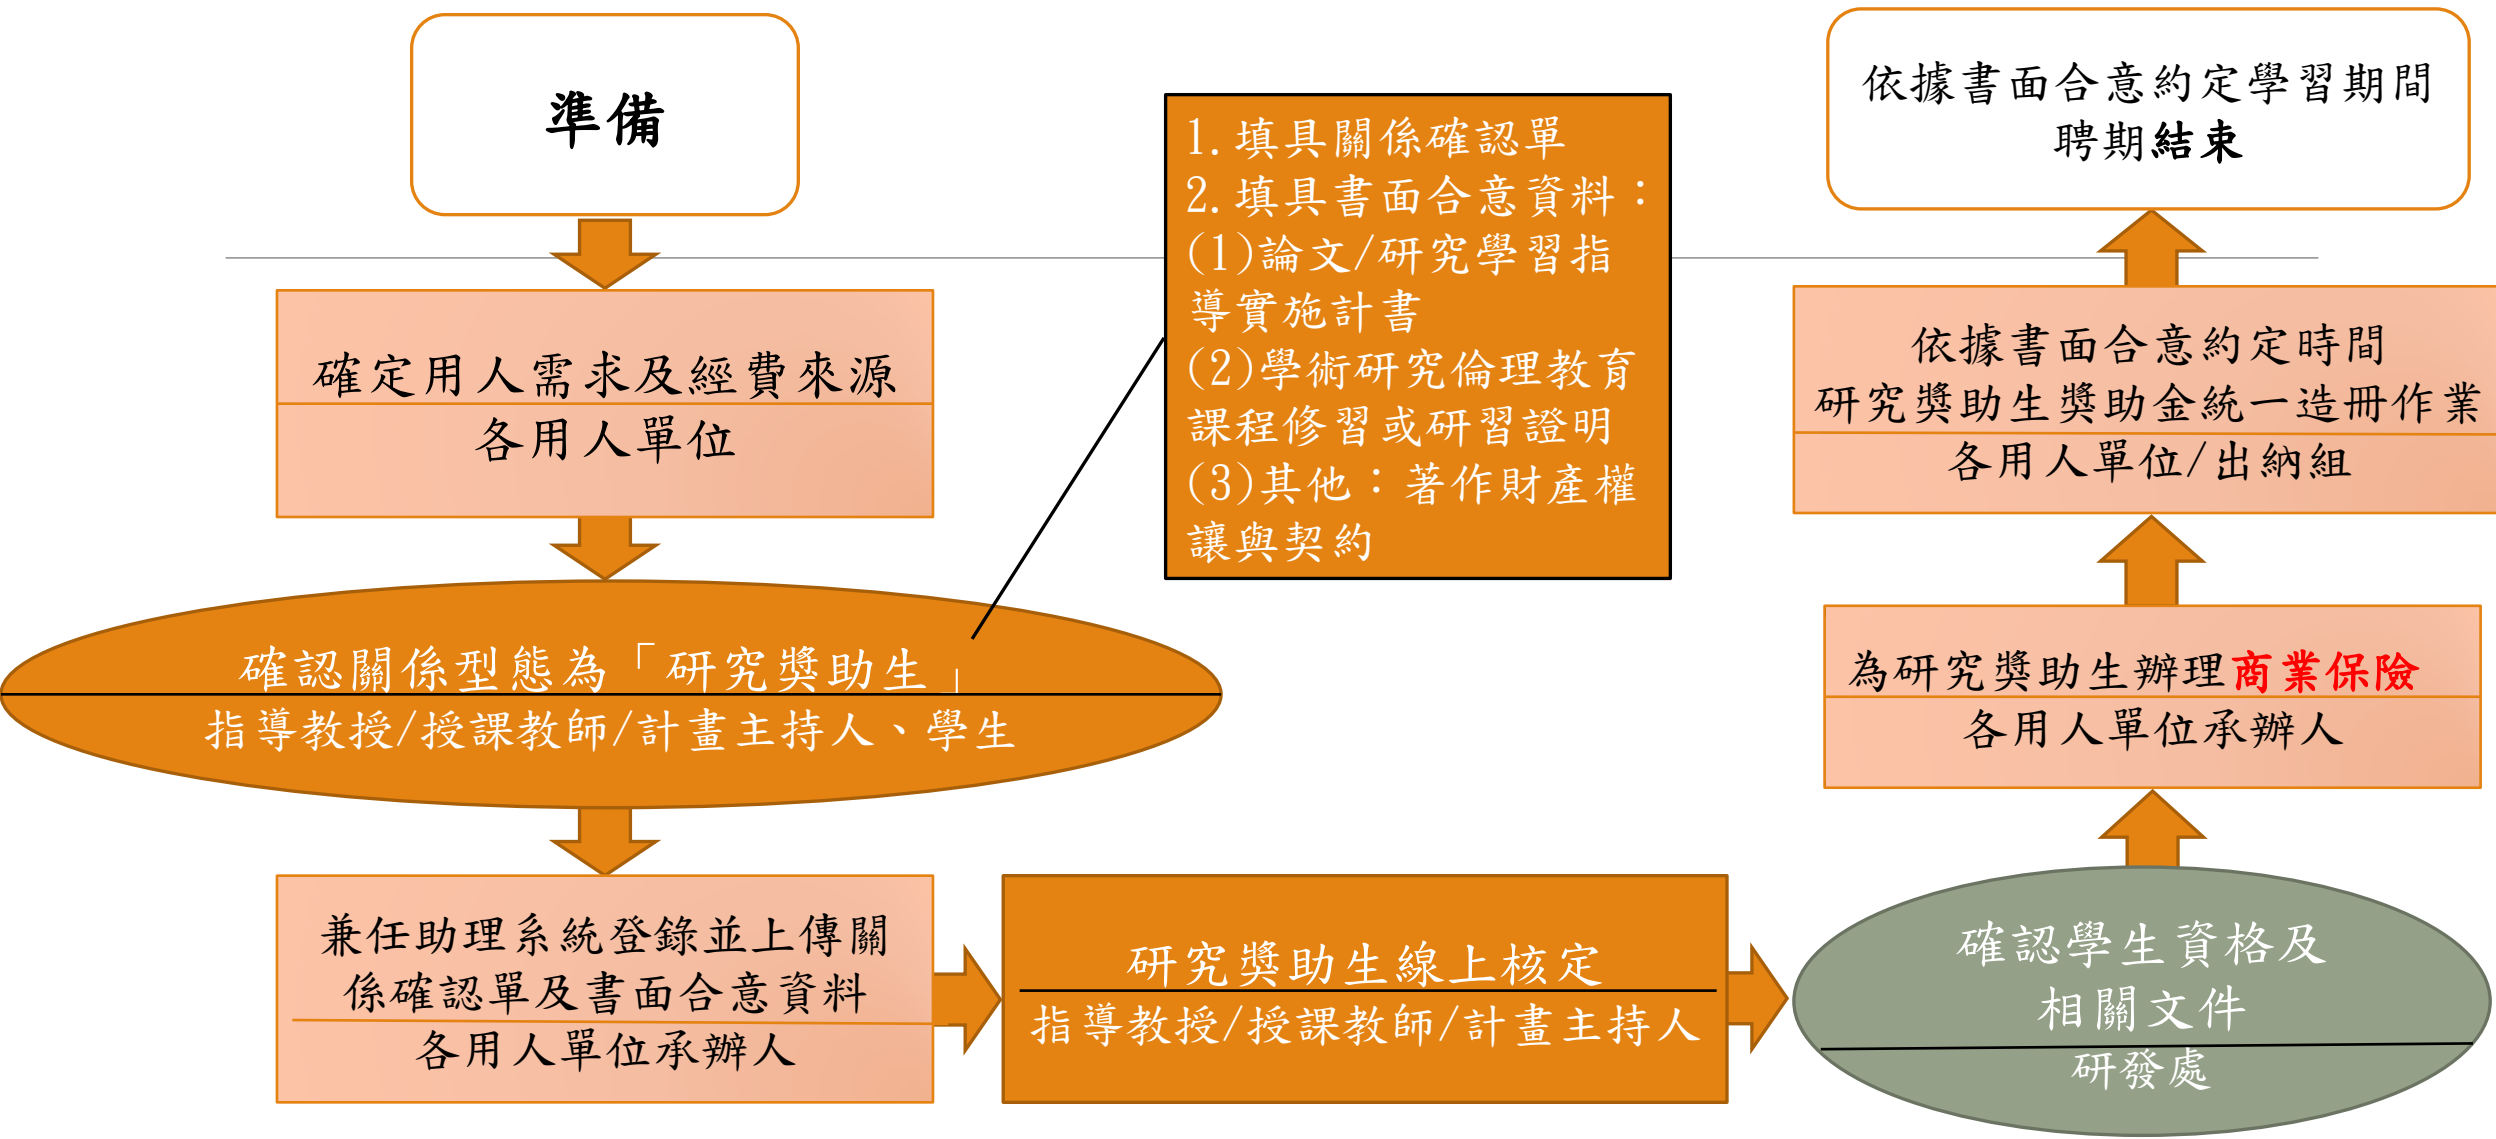 準備
確定用人需求及經費來源
各用人單位
確認關係型態為「研究獎助生」
指導教授/授課教師/計畫主持人、學生
1.填具關係確認單
2.填具書面合意資料：
(1)論文/研究學習指
導實施計書
(2)學術研究倫理教育
課程修習或研習證明
(3)其他：著作財產權
讓與契約
兼任助理系統登錄並上傳關
係確認單及書面合意資料
各用人單位承辦人
研究獎助生線上核定
指導教授/授課教師/計畫主持人
確認學生資格及
相關文件
研發處
為研究獎助生辦理商業保險
各用人單位承辦人
依據書面合意約定時間
研究獎助生獎助金統一造冊作業
各用人單位/出納組
依據書面合意約定學習期間
聘期結束